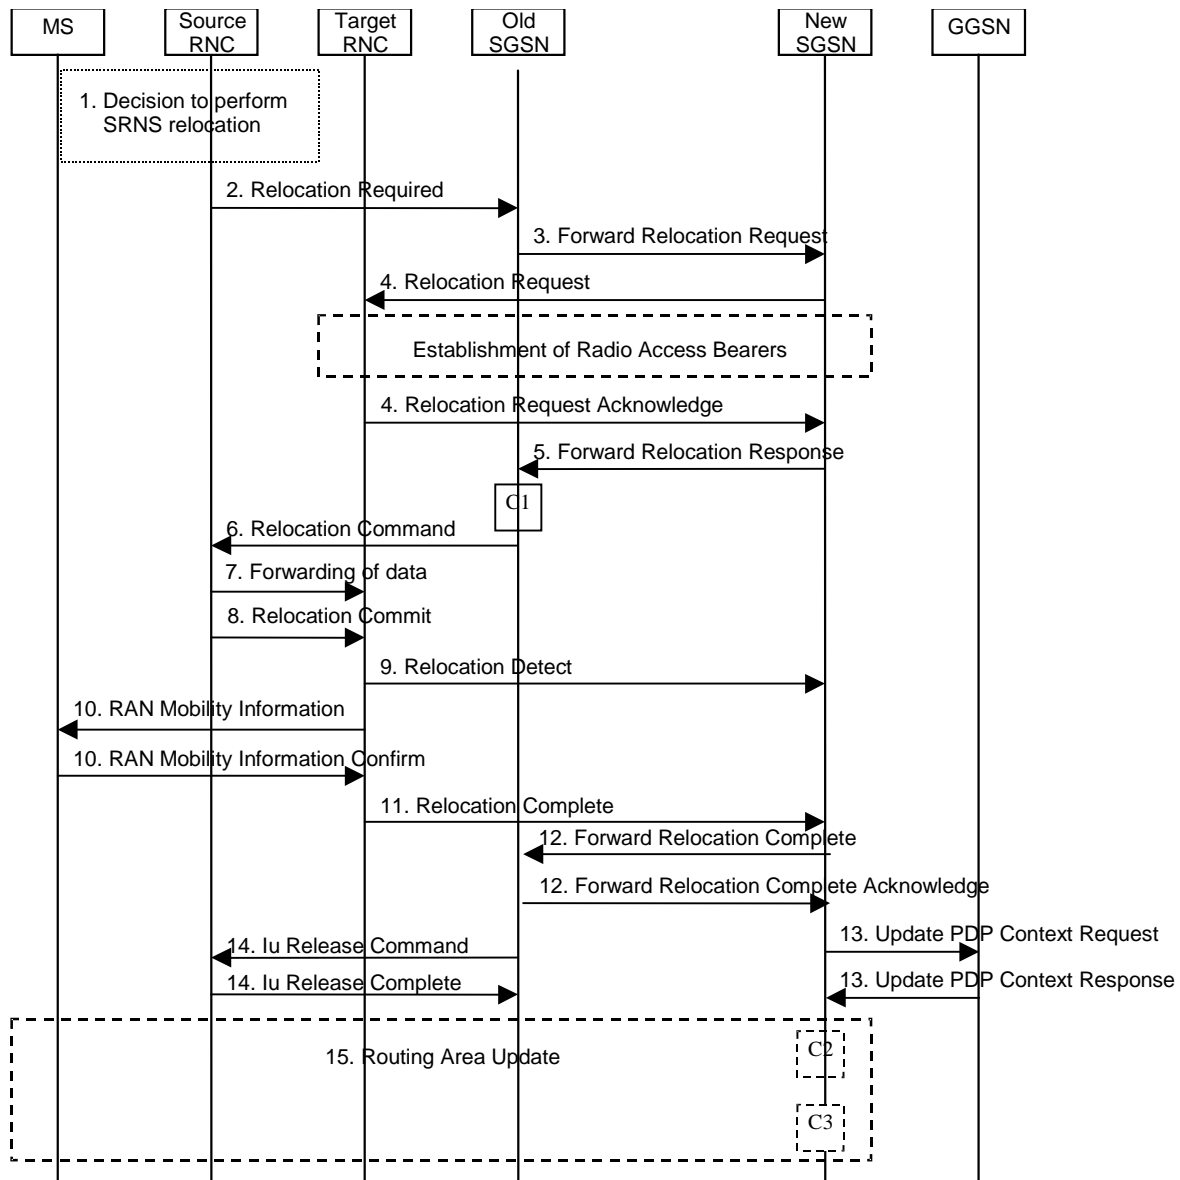 MS
Source
RNC
Target
RNC
Old
SGSN
New
SGSN
GGSN
1. Decision to perform
SRNS relocation
2. Relocation Required
3. Forward Relocation Request
4. Relocation Request
Establishment of Radio Access Bearers
4. Relocation Request Acknowledge
5. Forward Relocation Response
C1
6. Relocation Command
7. Forwarding of data
8. Relocation Commit
9. Relocation Detect
10. RAN Mobility Information
10. RAN Mobility Information Confirm
11. Relocation Complete
12. Forward Relocation Complete
12. Forward Relocation Complete Acknowledge
13. Update PDP Context Request
14. Iu Release Command
13. Update PDP Context Response
14. Iu Release Complete
C2
15. Routing Area Update
C3